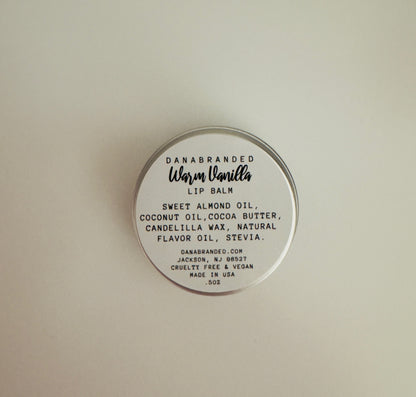 DANABRANDED
Warm Vanilla
LIP BALM
SWEET ALMOND OIL,
COCONUT OIL,COCOA BUTTER,
CANDELILLA WAX, NATURAL
FLAVOR OIL, STEVIA.
DANABRANDED.COM
JACKSON, NJ 08527
CRUELTY FREE & VEGAN
MADE IN USA
.5OZ